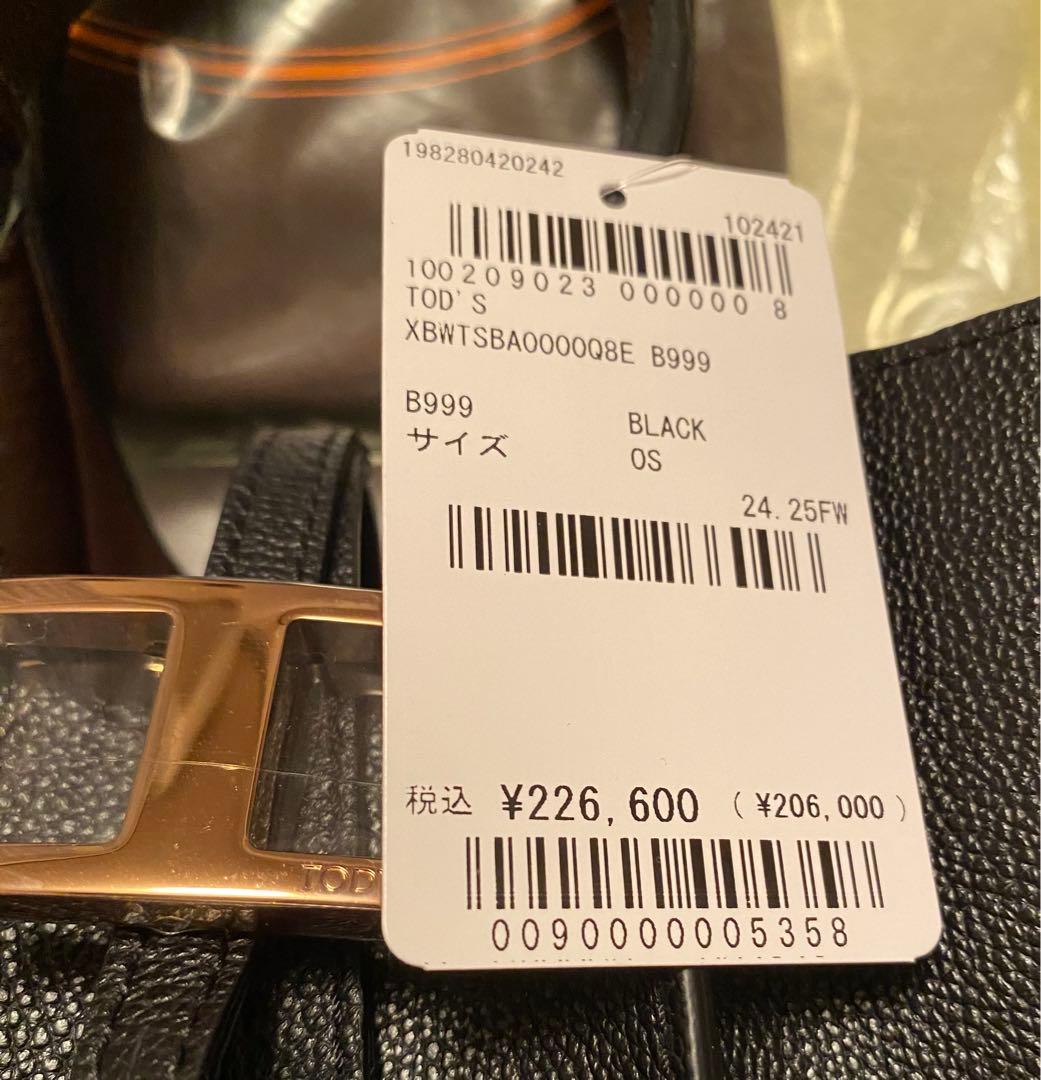 198280420242
102421
100209023 000000 8
TOD'S
XBWTSBA0000Q8E B999
B999 BLACK
サイズ OS
24.25FW
税込 ¥226,600 (¥206,000)
0090000005358
TOD'